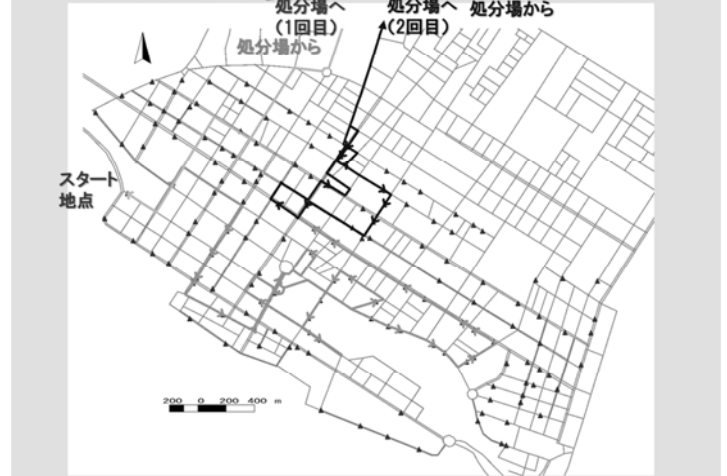 処分場へ
(1回目)
処分場へ
(2回目)
処分場から
処分場から
スタート
地点
200 0 200 400 m